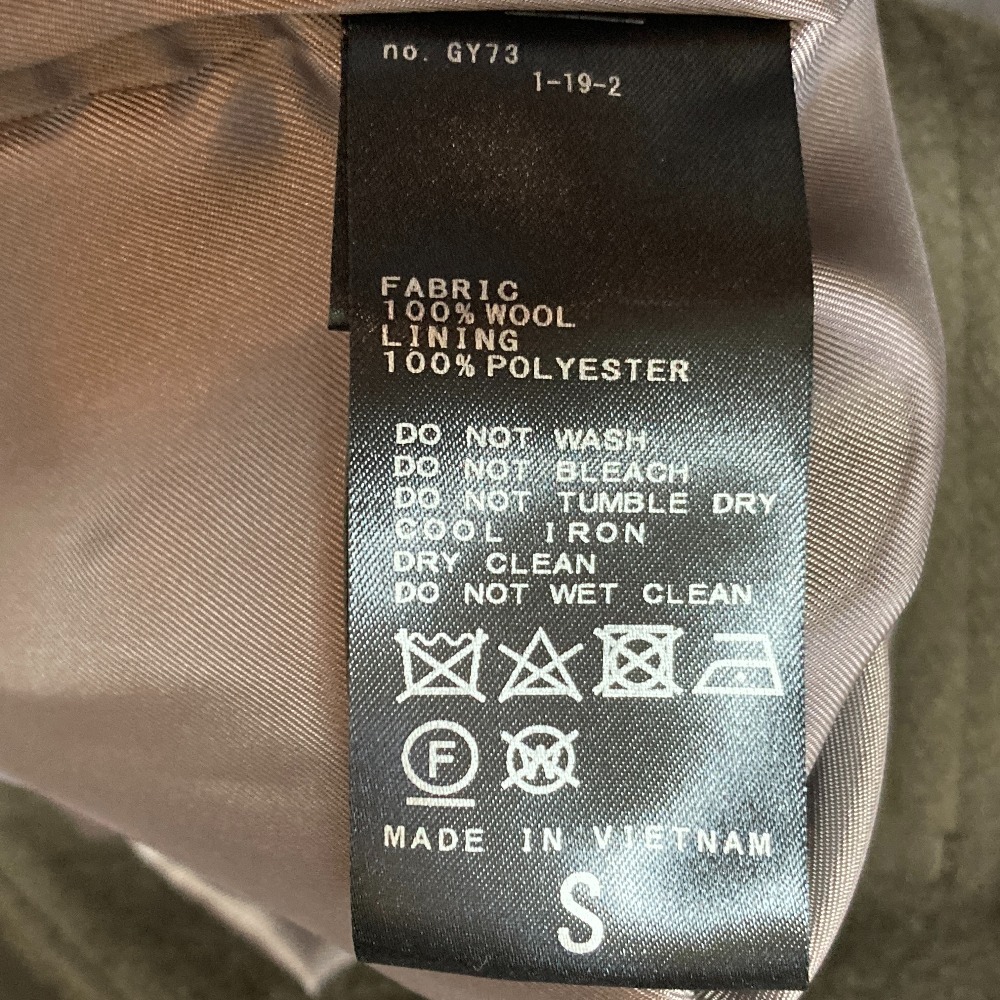 no. GY73
1-19-2
FABRIC
100% WOOL
LINING
100% POLYESTER
DO NOT WASH
DO NOT BLEACH
DO NOT TUMBLE DRY
COOL IRON
DRY CLEAN
DO NOT WET CLEAN
F W
MADE IN VIETNAM
S